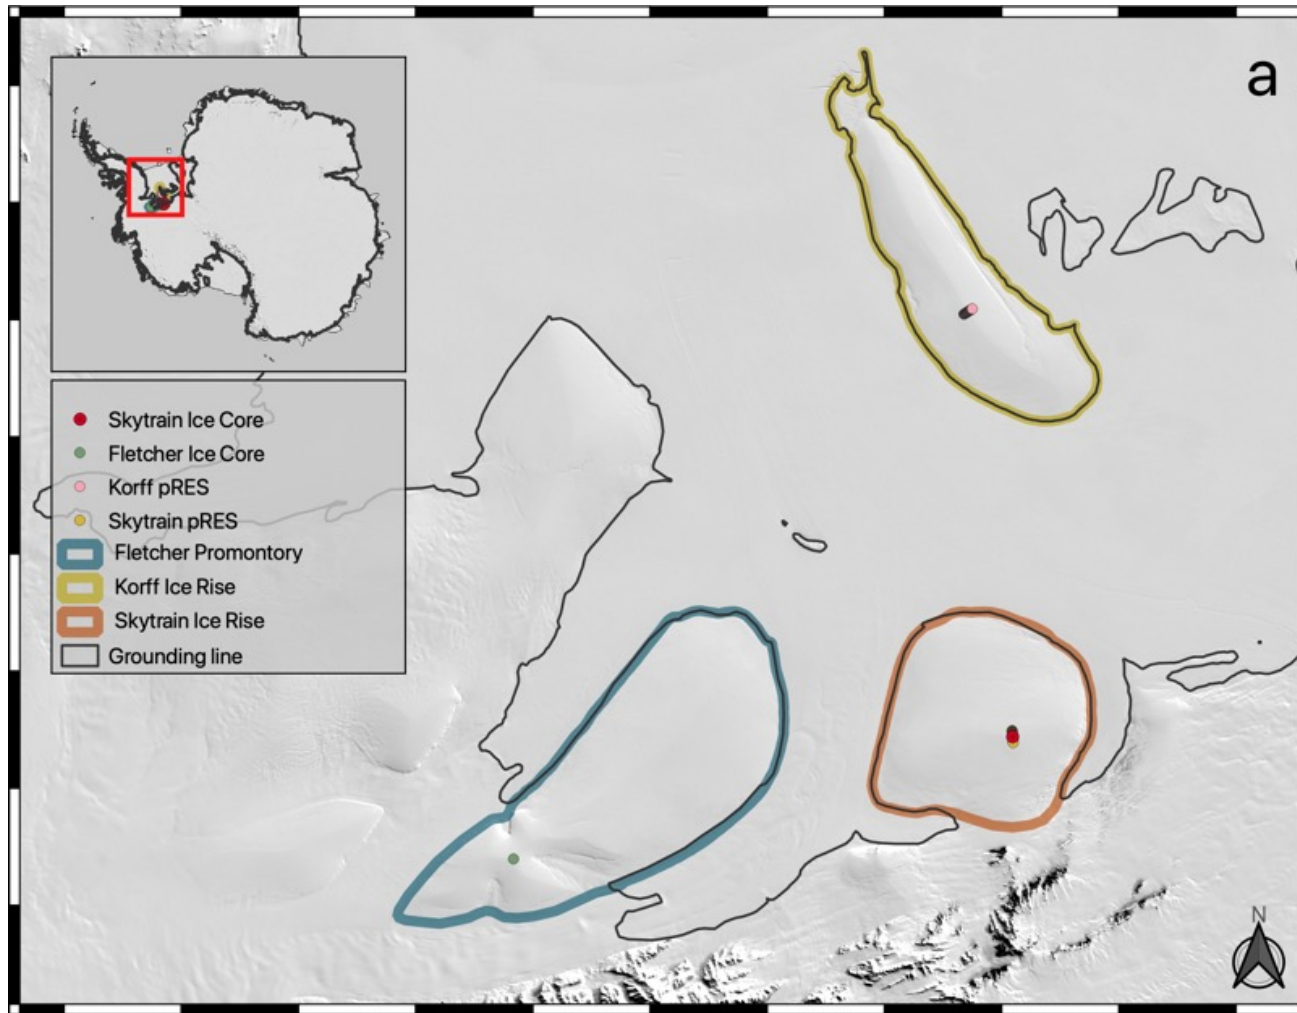 a
Skytrain Ice Core
Fletcher Ice Core
Korff pRES
Skytrain pRES
Fletcher Promontory
Korff Ice Rise
Skytrain Ice Rise
Grounding line
N